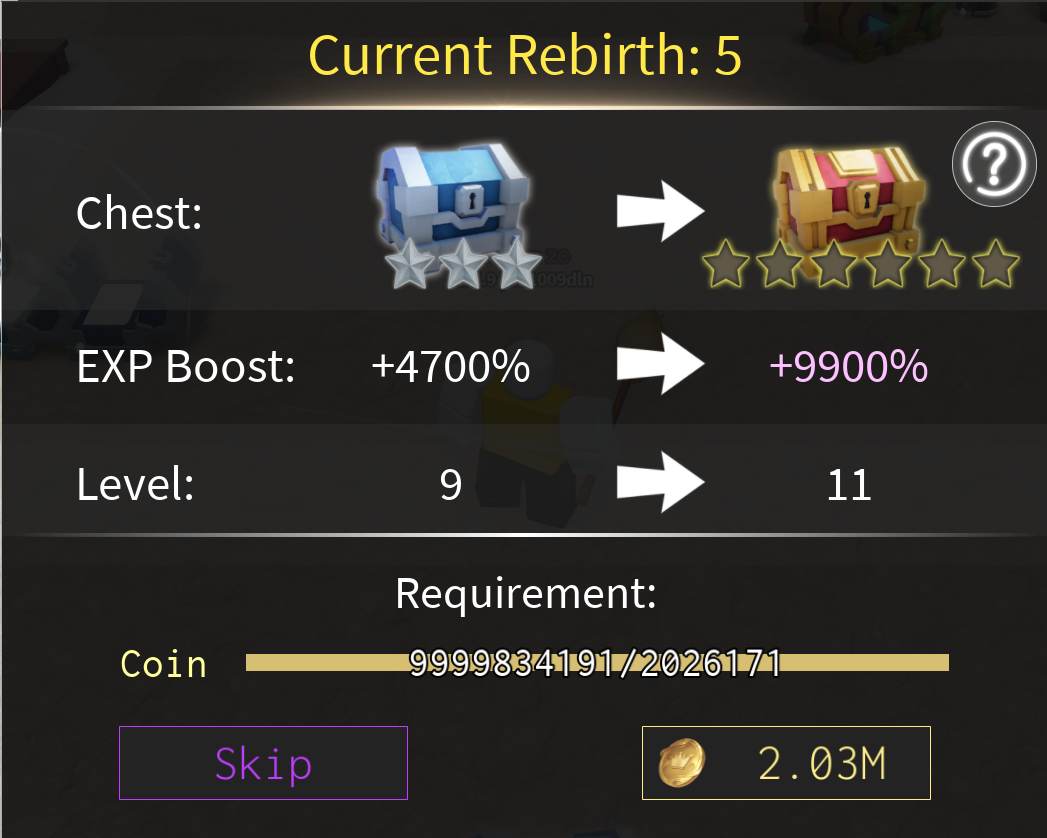 Current Rebirth: 5
Chest:
EXP Boost: +4700% +9900%
Level: 9 11
Requirement:
Coin 9999834191/2026171
Skip 2.03M